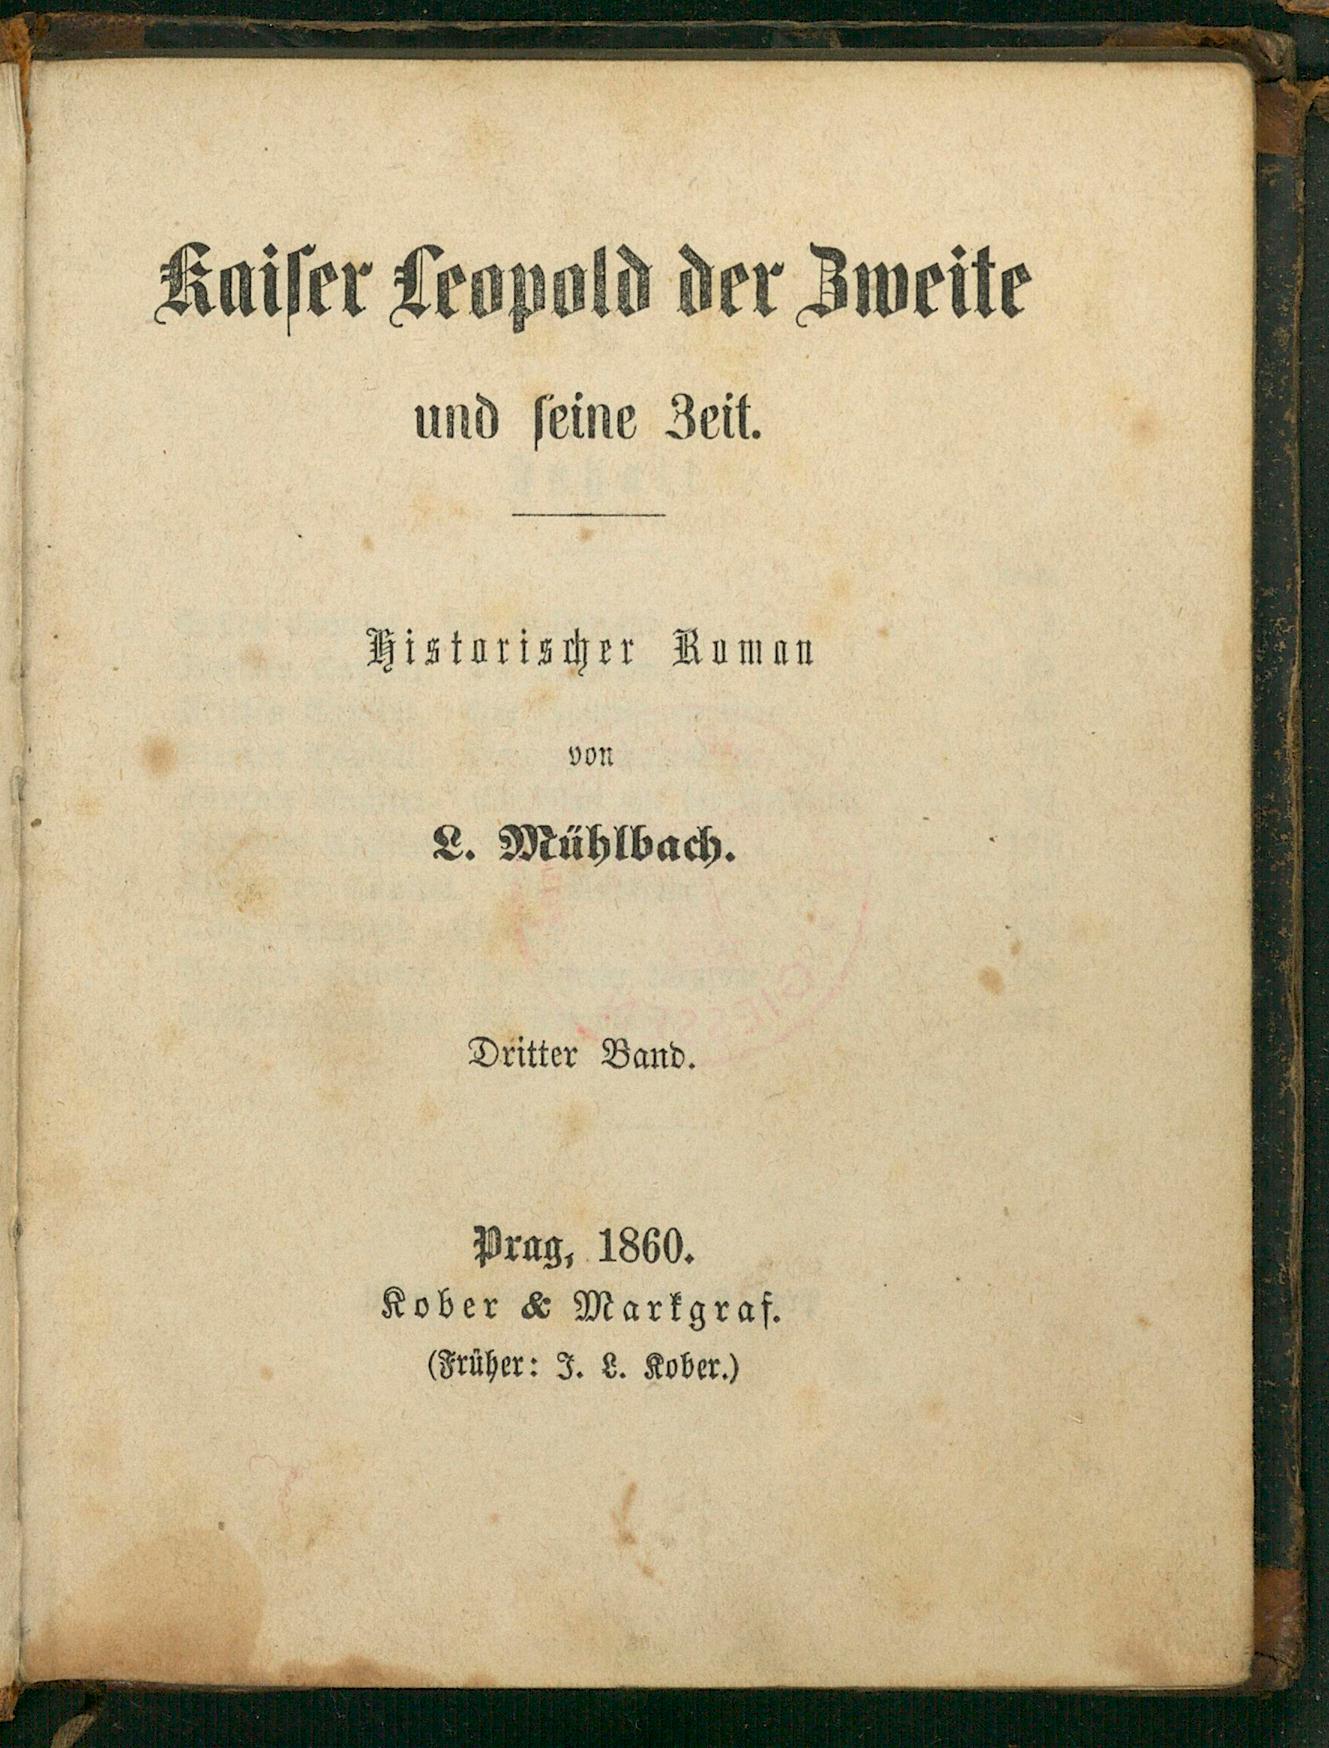 Kaiſer Leopold der Zweite
und ſeine Zeit.
Historischer Roman
von
L. Mühlbach.
Dritter Band.
Prag, 1860.
Kober & Markgraf.
(Früher: I. L. Kober.)